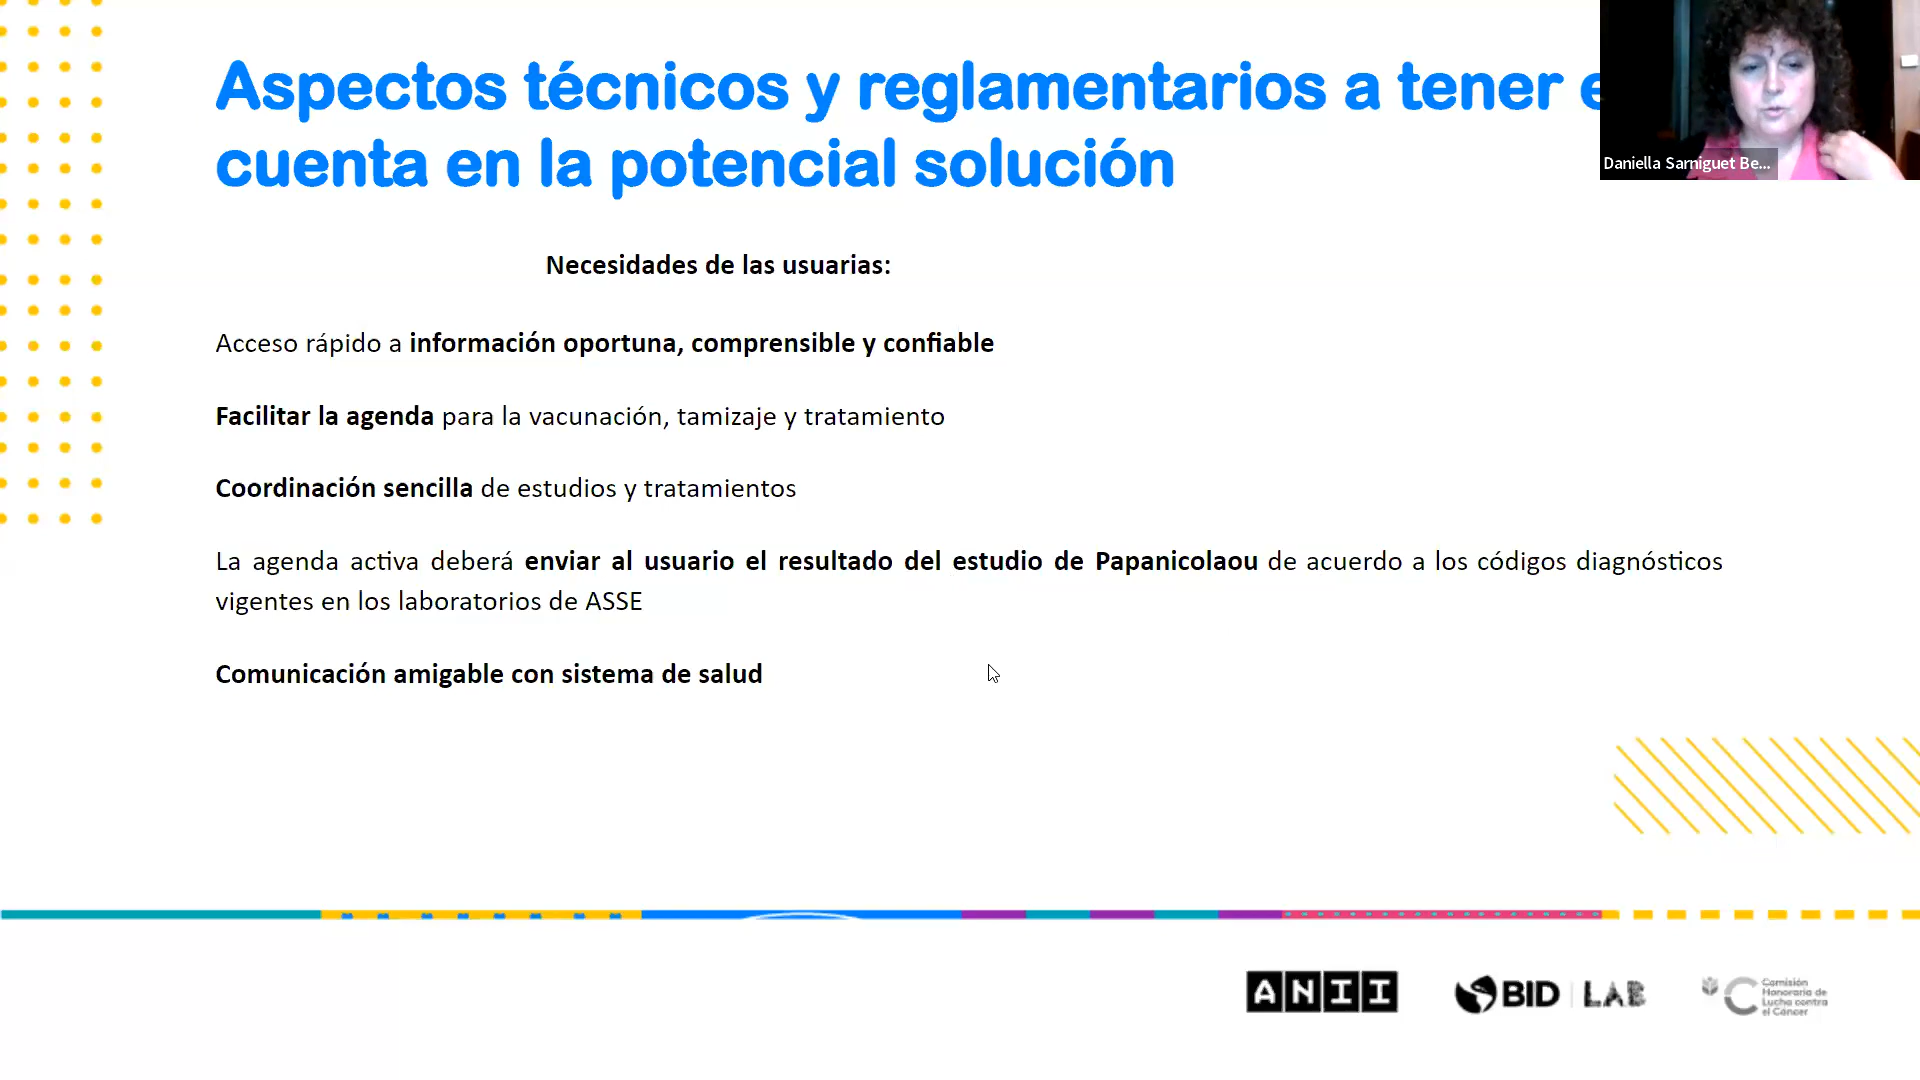 Aspectos técnicos y reglamentarios a tener e
cuenta en la potencial solución
Daniella Sarniguet Be...
Necesidades de las usuarias:
Acceso rápido a información oportuna, comprensible y confiable
Facilitar la agenda para la vacunación, tamizaje y tratamiento
Coordinación sencilla de estudios y tratamientos
La agenda activa deberá enviar al usuario el resultado del estudio de Papanicolaou de acuerdo a los códigos diagnósticos
vigentes en los laboratorios de ASSE
Comunicación amigable con sistema de salud
ANII
BID | LAB
Comisión
Honoraria de
Lucha contra
el Cáncer